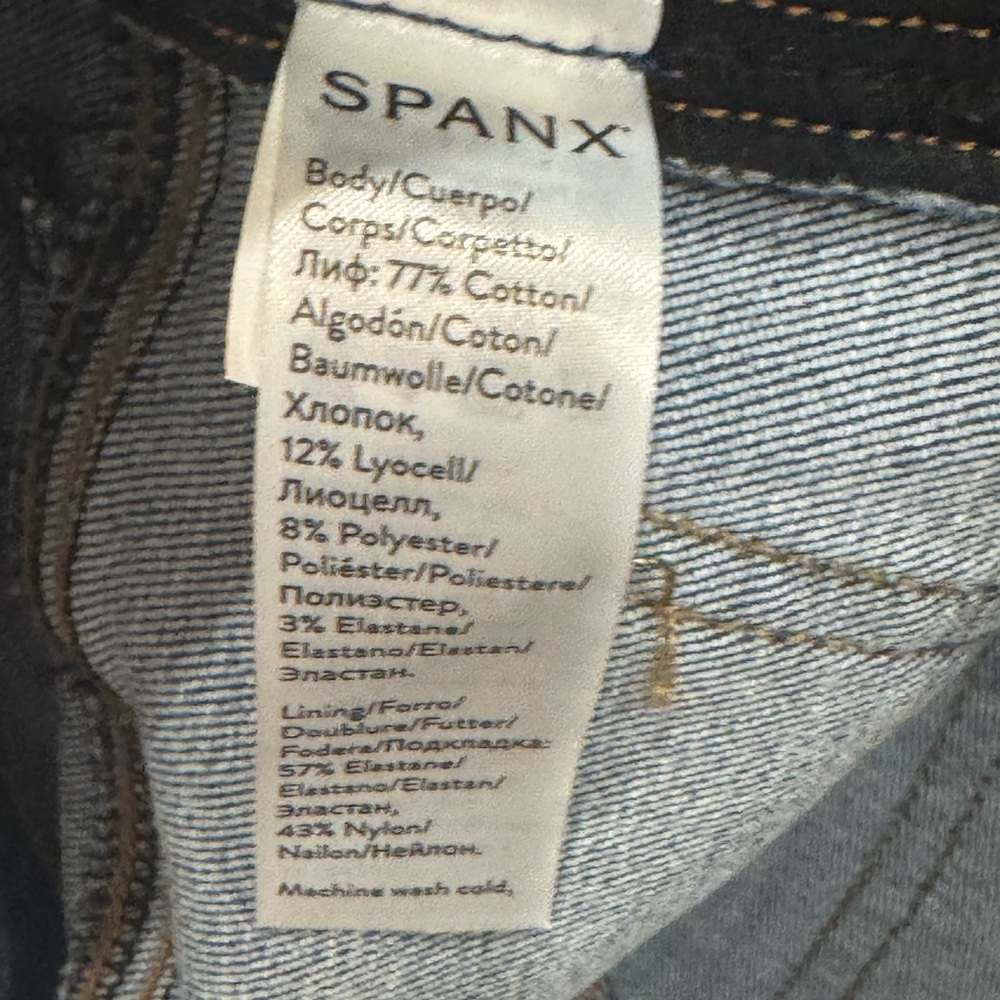 SPANX
Body/Cuerpo/
Corps/Corpetto/
Лиф: 77% Cotton/
Algodón/Coton/
Baumwolle/Cotone/
Хлопок,
12% Lyocell/
Лиоцелл,
8% Polyester/
Poliéster/Poliestere/
Полиэстер,
3% Elastane/
Elastano/Elastan/
Эластан.
Lining/Forro/
Doublure/Futter/
Fodera/Подкладка:
57% Elastane/
Elastano/Elastan/
Эластан,
43% Nylon/
Nailon/Нейлон.
Machine wash cold,